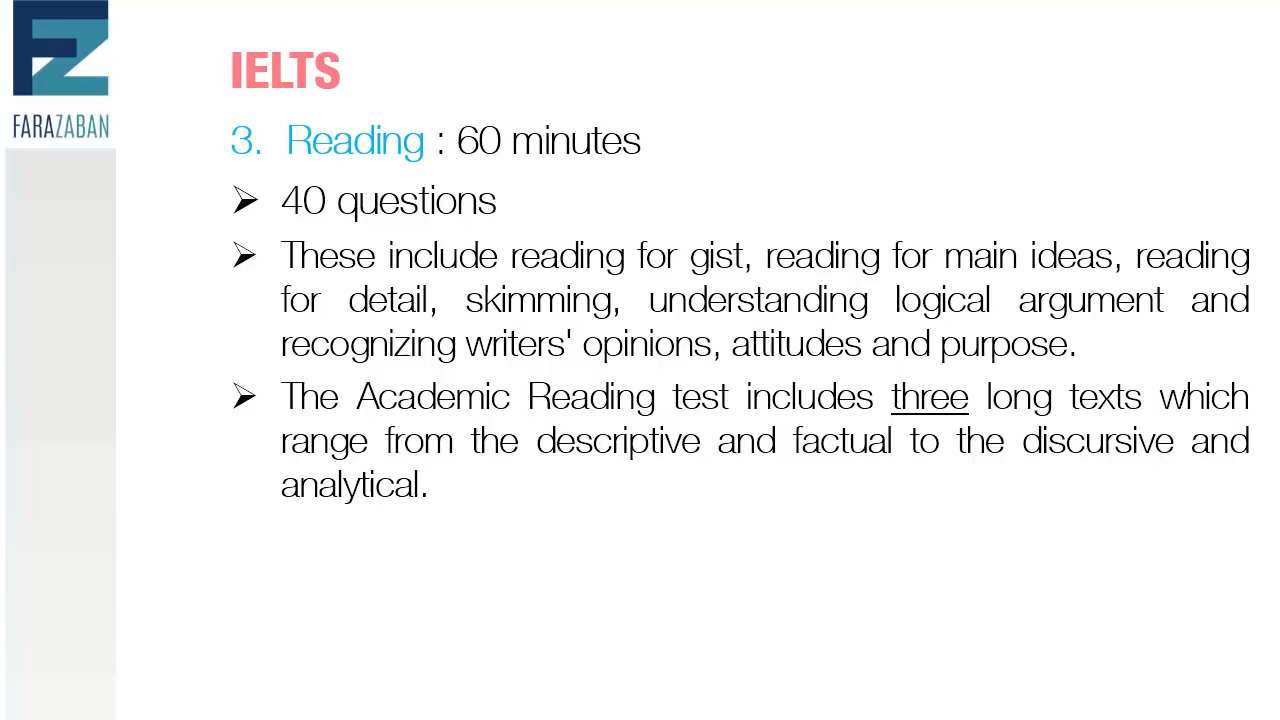 FZ
FARAZABAN
IELTS
3. Reading : 60 minutes
➢ 40 questions
➢ These include reading for gist, reading for main ideas, reading
for detail, skimming, understanding logical argument and
recognizing writers' opinions, attitudes and purpose.
➢ The Academic Reading test includes three long texts which
range from the descriptive and factual to the discursive and
analytical.